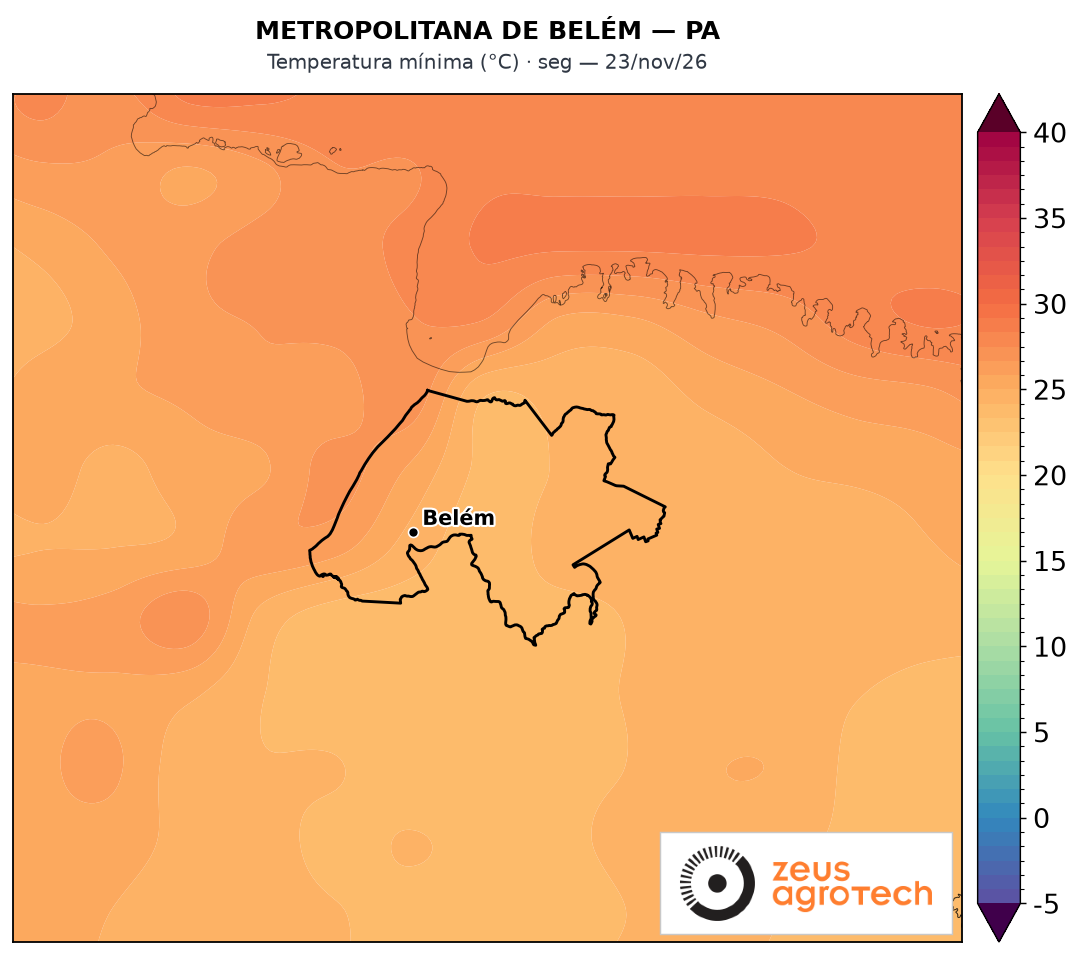 METROPOLITANA DE BELÉM — PA
Temperatura mínima (°C) · seg — 23/nov/26
Belém
40
35
30
25
20
15
10
5
0
-5
zeus
agrotech